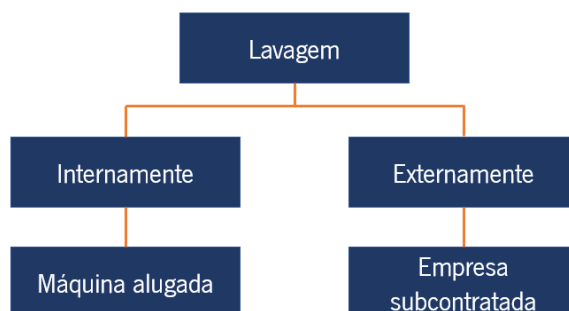 Lavagem
Internamente
Externamente
Máquina alugada
Empresa
subcontratada